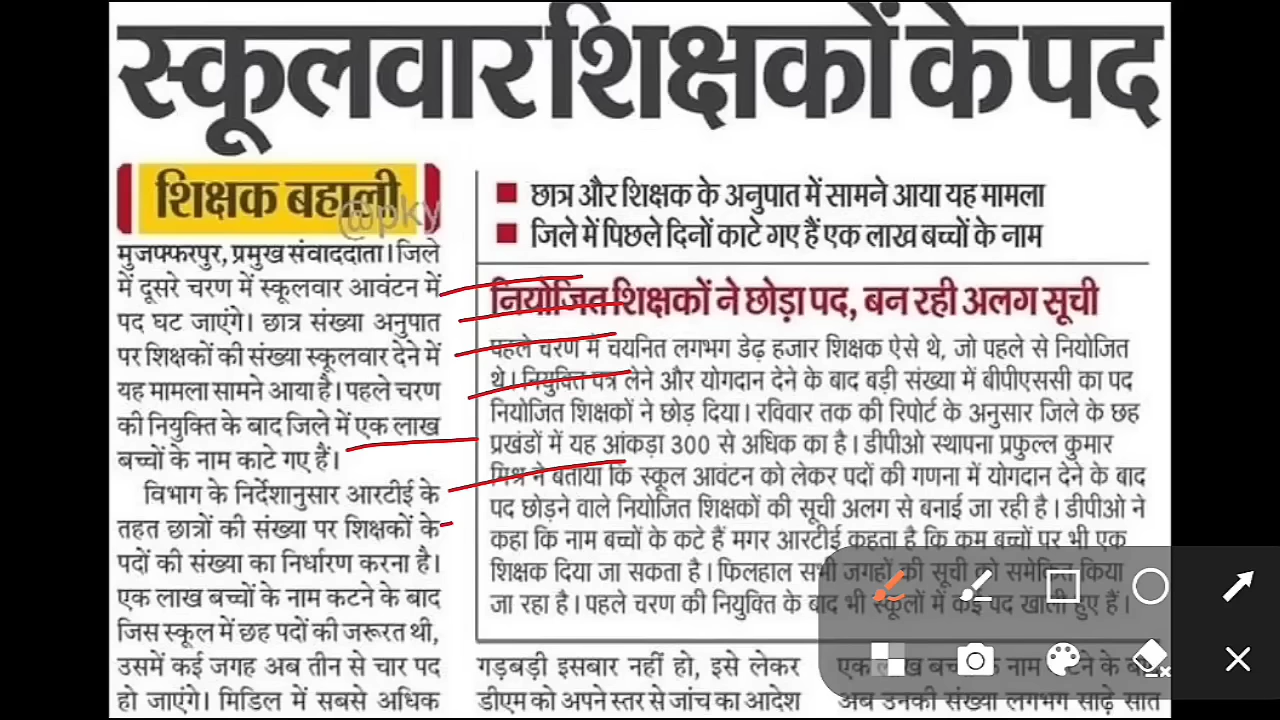 स्कूलवार शिक्षकों के पद
शिक्षक बहाली
@pky
मुजफ्फरपुर, प्रमुख संवाददाता। जिले
में दूसरे चरण में स्कूलवार आवंटन में
पद घट जाएंगे। छात्र संख्या अनुपात
पर शिक्षकों की संख्या स्कूलवार देने में
यह मामला सामने आया है। पहले चरण
की नियुक्ति के बाद जिले में एक लाख
बच्चों के नाम काटे गए हैं।
विभाग के निर्देशानुसार आरटीई के
तहत छात्रों की संख्या पर शिक्षकों के
पदों की संख्या का निर्धारण करना है।
एक लाख बच्चों के नाम कटने के बाद
जिस स्कूल में छह पदों की जरूरत थी,
उसमें कई जगह अब तीन से चार पद
हो जाएंगे। मिडिल में सबसे अधिक
छात्र और शिक्षक के अनुपात में सामने आया यह मामला
जिले में पिछले दिनों काटे गए हैं एक लाख बच्चों के नाम
नियोजित शिक्षकों ने छोड़ा पद, बन रही अलग सूची
पहले चरण में चयनित लगभग डेढ़ हजार शिक्षक ऐसे थे, जो पहले से नियोजित
थे। नियुक्ति पत्र लेने और योगदान देने के बाद बड़ी संख्या में बीपीएससी का पद
नियोजित शिक्षकों ने छोड़ दिया। रविवार तक की रिपोर्ट के अनुसार जिले के छह
प्रखंडों में यह आंकड़ा 300 से अधिक का है। डीपीओ स्थापना प्रफुल्ल कुमार
मिश्र ने बताया कि स्कूल आवंटन को लेकर पदों की गणना में योगदान देने के बाद
पद छोड़ने वाले नियोजित शिक्षकों की सूची अलग से बनाई जा रही है। डीपीओ ने
कहा कि नाम बच्चों के कटे हैं मगर आरटीई कहता है कि कम बच्चों पर भी एक
शिक्षक दिया जा सकता है। फिलहाल सभी जगहों की सूची को समेकित किया
जा रहा है। पहले चरण की नियुक्ति के बाद भी स्कूलों में कई पद खाली हुए हैं।
गड़बड़ी इसबार नहीं हो, इसे लेकर
डीएम को अपने स्तर से जांच का आदेश
एक लाख बच्चों के नाम कटने के बाद
अब उनकी संख्या लगभग साढ़े सात